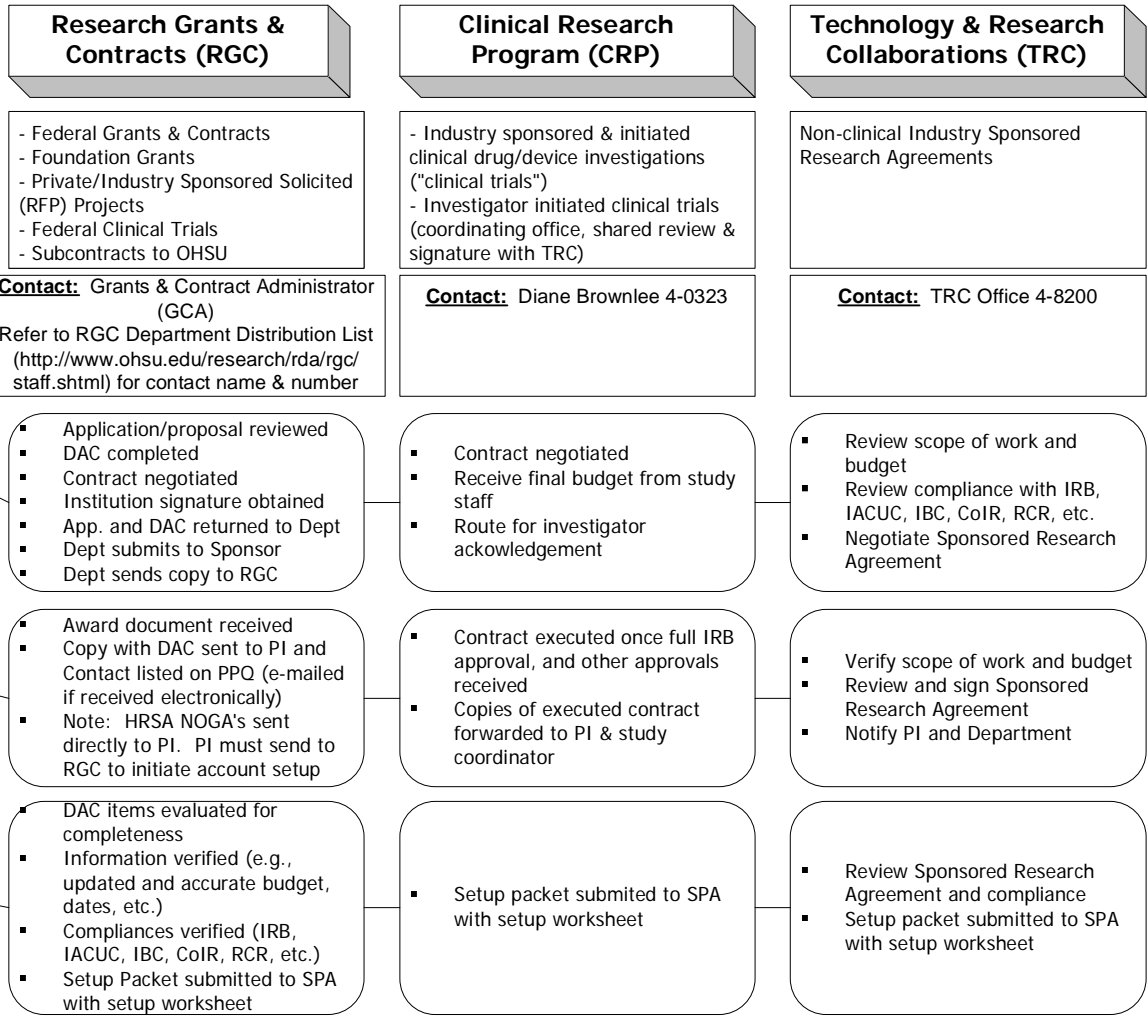 Research Grants &
Contracts (RGC)
- Federal Grants & Contracts
- Foundation Grants
- Private/Industry Sponsored Solicited
(RFP) Projects
- Federal Clinical Trials
- Subcontracts to OHSU
Contact: Grants & Contract Administrator
(GCA)
Refer to RGC Department Distribution List
(http://www.ohsu.edu/research/rda/rgc/
staff.shtml) for contact name & number
▪ Application/proposal reviewed
▪ DAC completed
▪ Contract negotiated
▪ Institution signature obtained
▪ App. and DAC returned to Dept
▪ Dept submits to Sponsor
▪ Dept sends copy to RGC
▪ Award document received
▪ Copy with DAC sent to PI and
Contact listed on PPQ (e-mailed
if received electronically)
▪ Note: HRSA NOGA's sent
directly to PI. PI must send to
RGC to initiate account setup
▪ DAC items evaluated for
completeness
▪ Information verified (e.g.,
updated and accurate budget,
dates, etc.)
▪ Compliances verified (IRB,
IACUC, IBC, CoIR, RCR, etc.)
▪ Setup Packet submitted to SPA
with setup worksheet
Clinical Research
Program (CRP)
- Industry sponsored & initiated
clinical drug/device investigations
("clinical trials")
- Investigator initiated clinical trials
(coordinating office, shared review &
signature with TRC)
Contact: Diane Brownlee 4-0323
▪ Contract negotiated
▪ Receive final budget from study
staff
▪ Route for investigator
ackowledgement
▪ Contract executed once full IRB
approval, and other approvals
received
▪ Copies of executed contract
forwarded to PI & study
coordinator
▪ Setup packet submited to SPA
with setup worksheet
Technology & Research
Collaborations (TRC)
Non-clinical Industry Sponsored
Research Agreements
Contact: TRC Office 4-8200
▪ Review scope of work and
budget
▪ Review compliance with IRB,
IACUC, IBC, CoIR, RCR, etc.
▪ Negotiate Sponsored Research
Agreement
▪ Verify scope of work and budget
▪ Review and sign Sponsored
Research Agreement
▪ Notify PI and Department
▪ Review Sponsored Research
Agreement and compliance
▪ Setup packet submitted to SPA
with setup worksheet